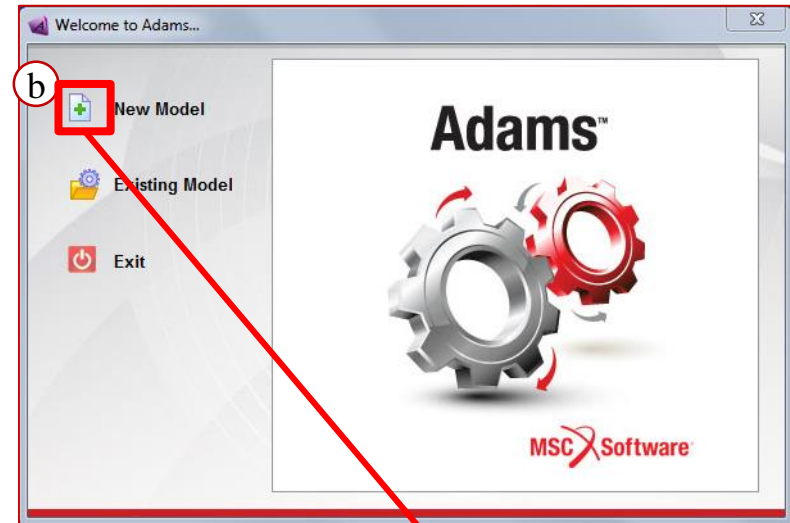 Welcome to Adams...
b
New Model
Existing Model
Exit
Adams™
MSC Software